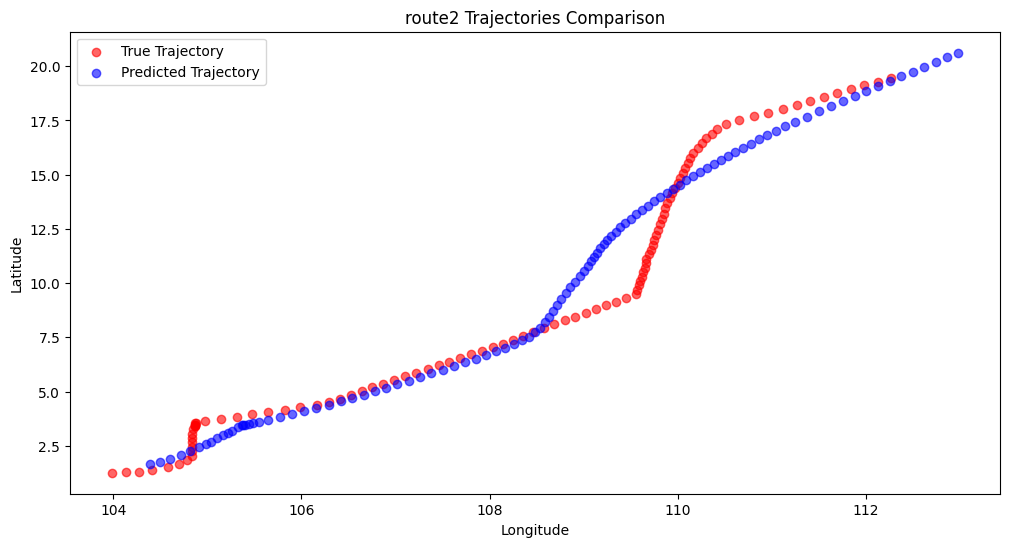 route2 Trajectories Comparison
True Trajectory
Predicted Trajectory
20.0
17.5
15.0
12.5
10.0
7.5
5.0
2.5
Latitude
104 106 108 110 112
Longitude